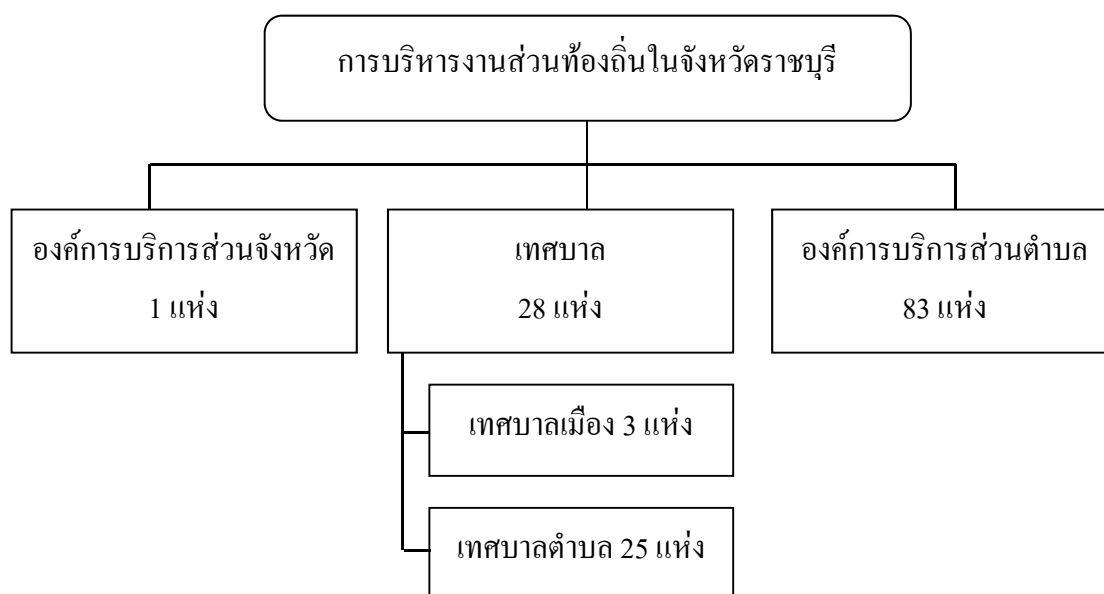 การบริหารงานส่วนท้องถิ่นในจังหวัดราชบุรี
องค์การบริการส่วนจังหวัด
1 แห่ง
เทศบาล
28 แห่ง
องค์การบริการส่วนตำบล
83 แห่ง
เทศบาลเมือง 3 แห่ง
เทศบาลตำบล 25 แห่ง